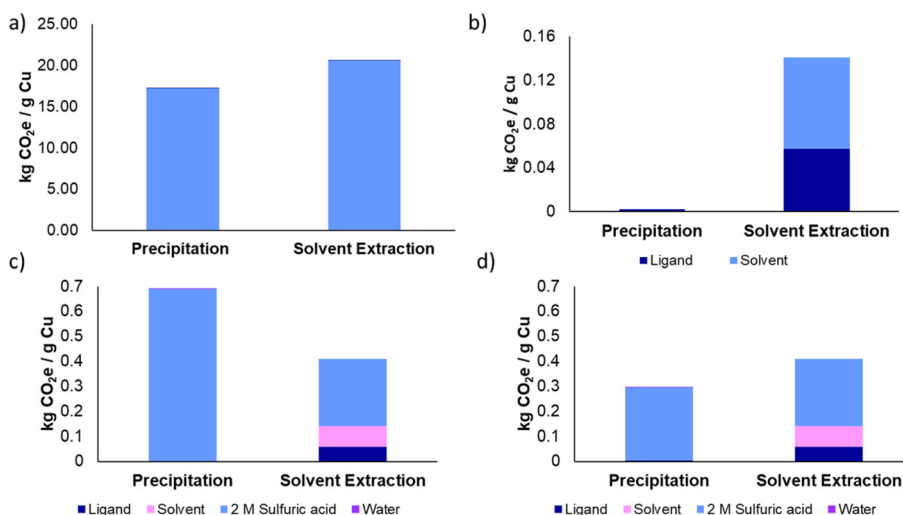 a)
kg CO2e / g Cu
25.00
20.00
15.00
10.00
5.00
0.00
Precipitation Solvent Extraction
b)
kg CO2e / g Cu
0.16
0.12
0.08
0.04
0
Precipitation Solvent Extraction
Ligand Solvent
c)
kg CO2e / g Cu
0.7
0.6
0.5
0.4
0.3
0.2
0.1
0
Precipitation Solvent Extraction
Ligand Solvent 2 M Sulfuric acid Water
d)
kg CO2e / g Cu
0.7
0.6
0.5
0.4
0.3
0.2
0.1
0
Precipitation Solvent Extraction
Ligand Solvent 2 M Sulfuric acid Water